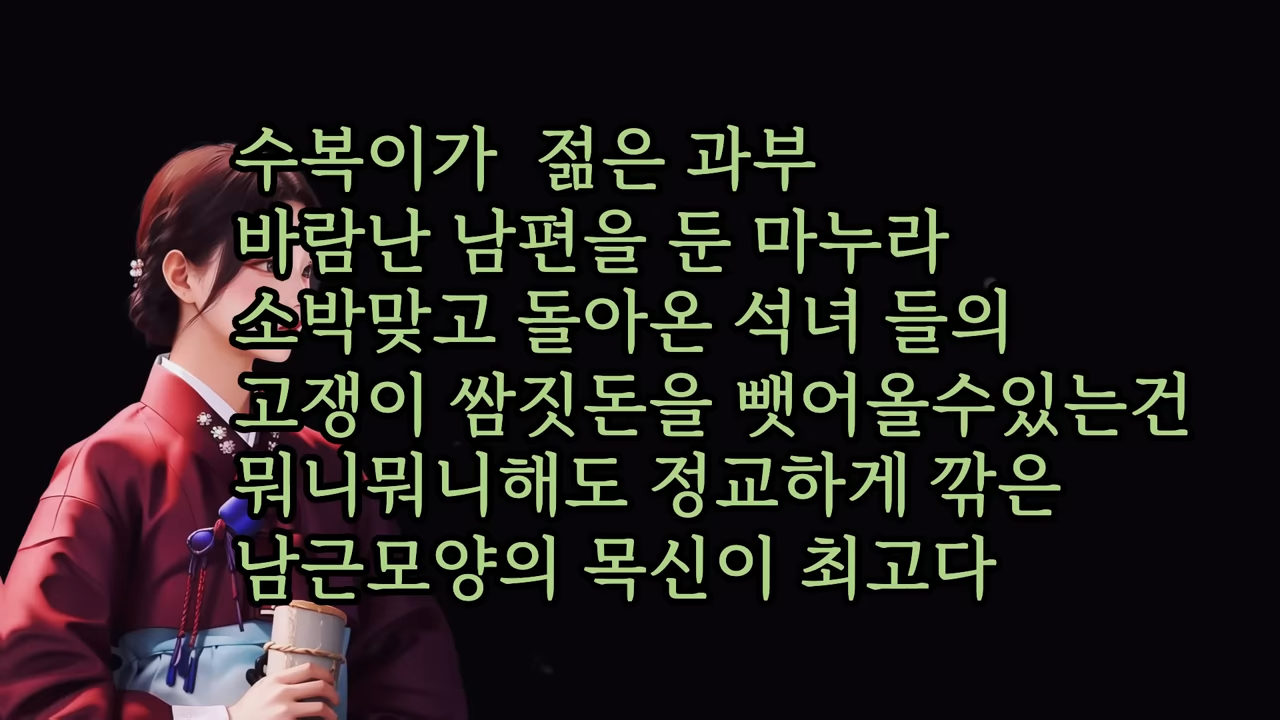 수복이가 젊은 과부
바람난 남편을 둔 마누라
소박맞고 돌아온 석녀 들의
고쟁이 쌈짓돈을 뺏어올수있는건
뭐니뭐니해도 정교하게 깎은
남근모양의 목신이 최고다